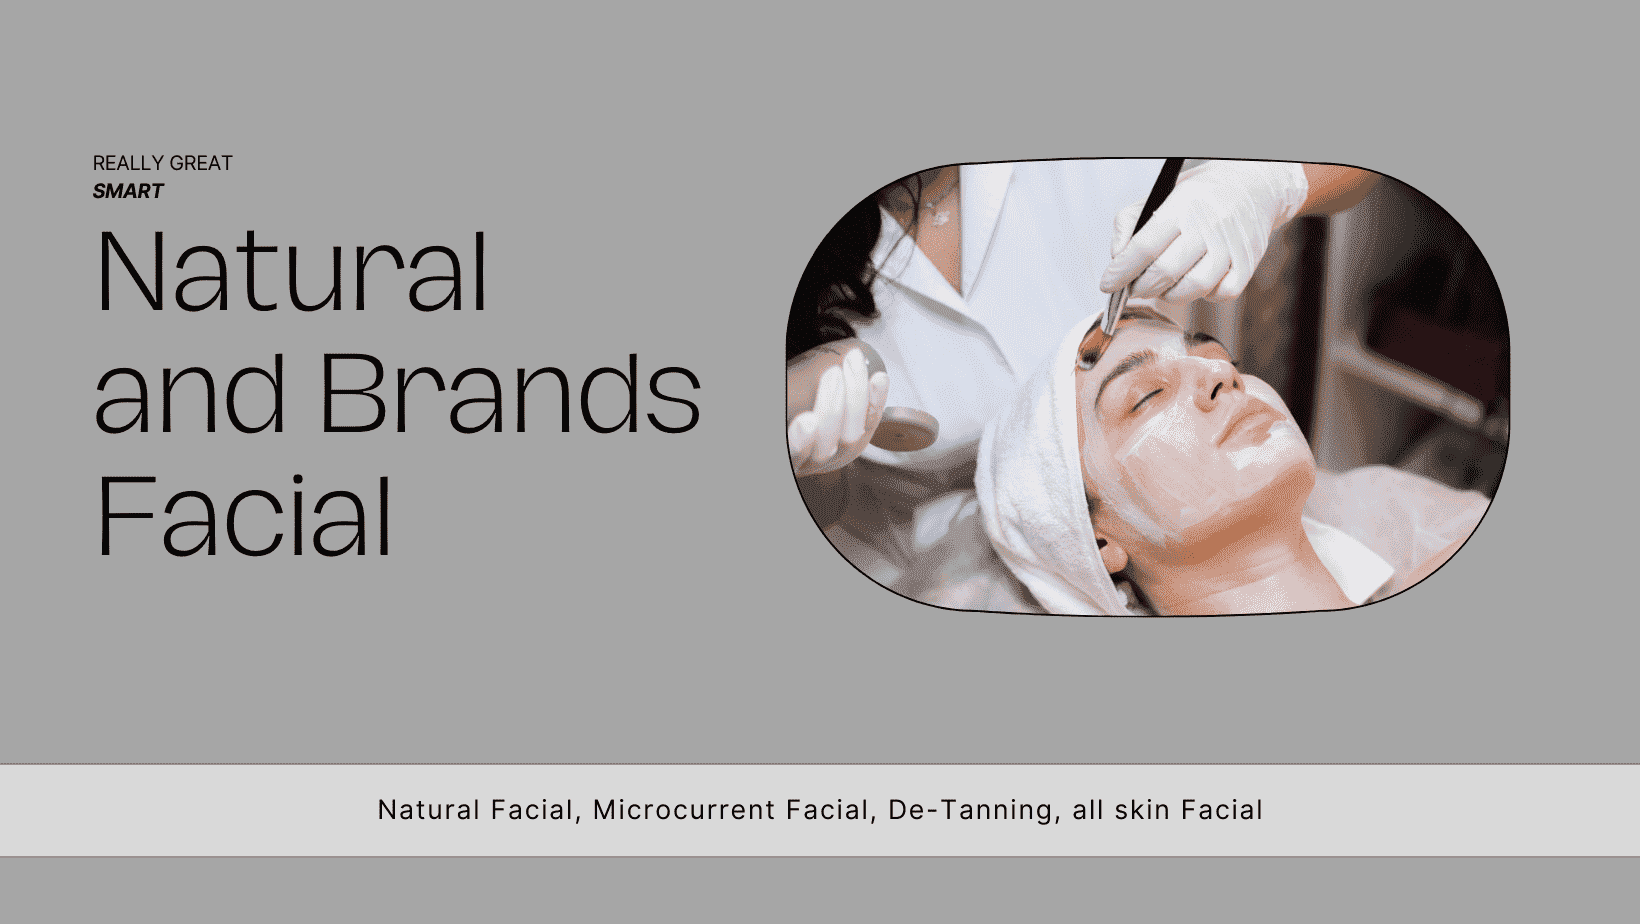 REALLY GREAT
SMART
Natural
and Brands
Facial
Natural Facial, Microcurrent Facial, De-Tanning, all skin Facial